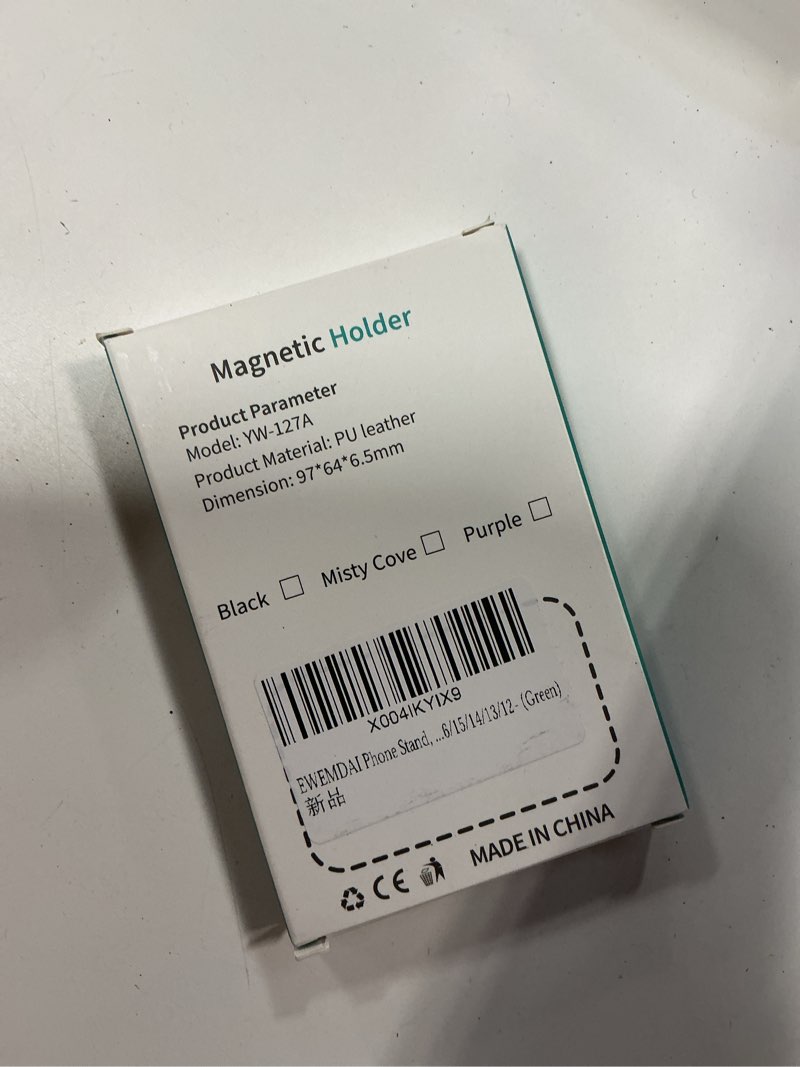 Magnetic Holder
Product Parameter
Model: YW-127A
Product Material: PU leather
Dimension: 97*64*6.5mm
Black □ Misty Cove □ Purple □
X004IKYIX9
EWEMDAI Phone Stand, ...6/15/14/13/12- (Green)
新品
CE MADE IN CHINA